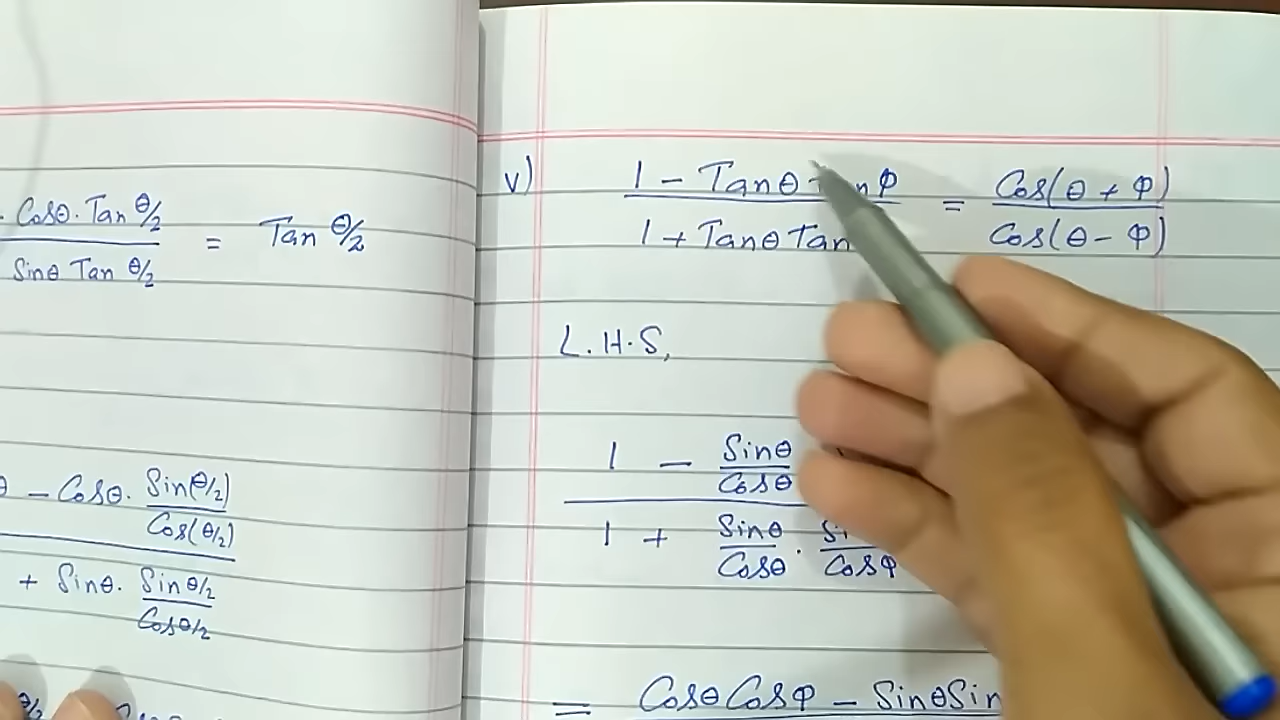 . Cosθ. Tan θ/2
Sinθ Tan θ/2
= Tan θ/2
θ - Cosθ. Sin(θ/2)
Cos(θ/2)
+ Sinθ. Sin θ/2
Cosθ/2
v)
1 - Tanθ φ
1 + Tanθ Tan
= Cos(θ + φ)
Cos(θ - φ)
L.H.S,
1 - Sinθ
Cosθ
1 + Sinθ .
Cosθ Cosφ
= Cosθ Cosφ - Sinθ